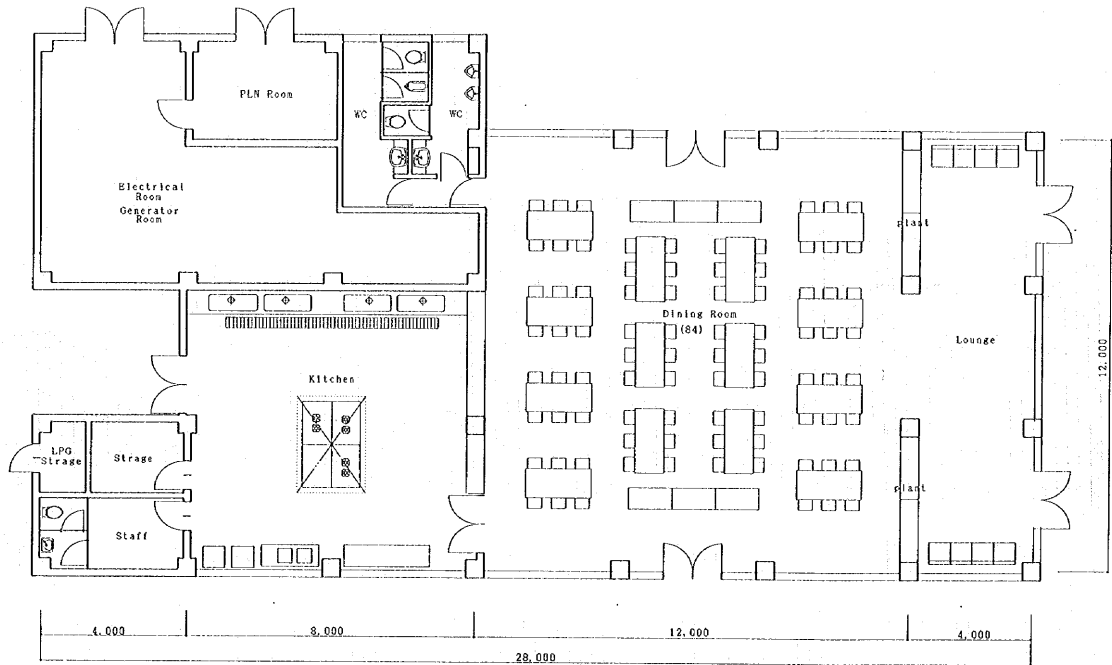 PLN Room
WC
WC
Electrical
Room
Generator
Room
plant
Dining Room
(84)
Lounge
12.000
Kitchen
LPG
Strage
Strage
plant
Staff
4.000
8.000
12.000
4.000
28.000